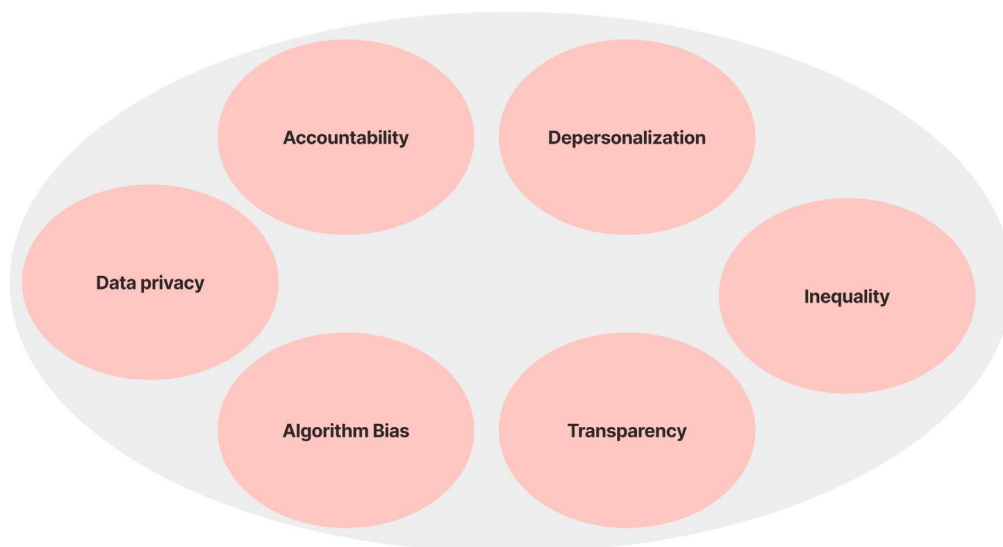 Accountability
Depersonalization
Data privacy
Inequality
Algorithm Bias
Transparency